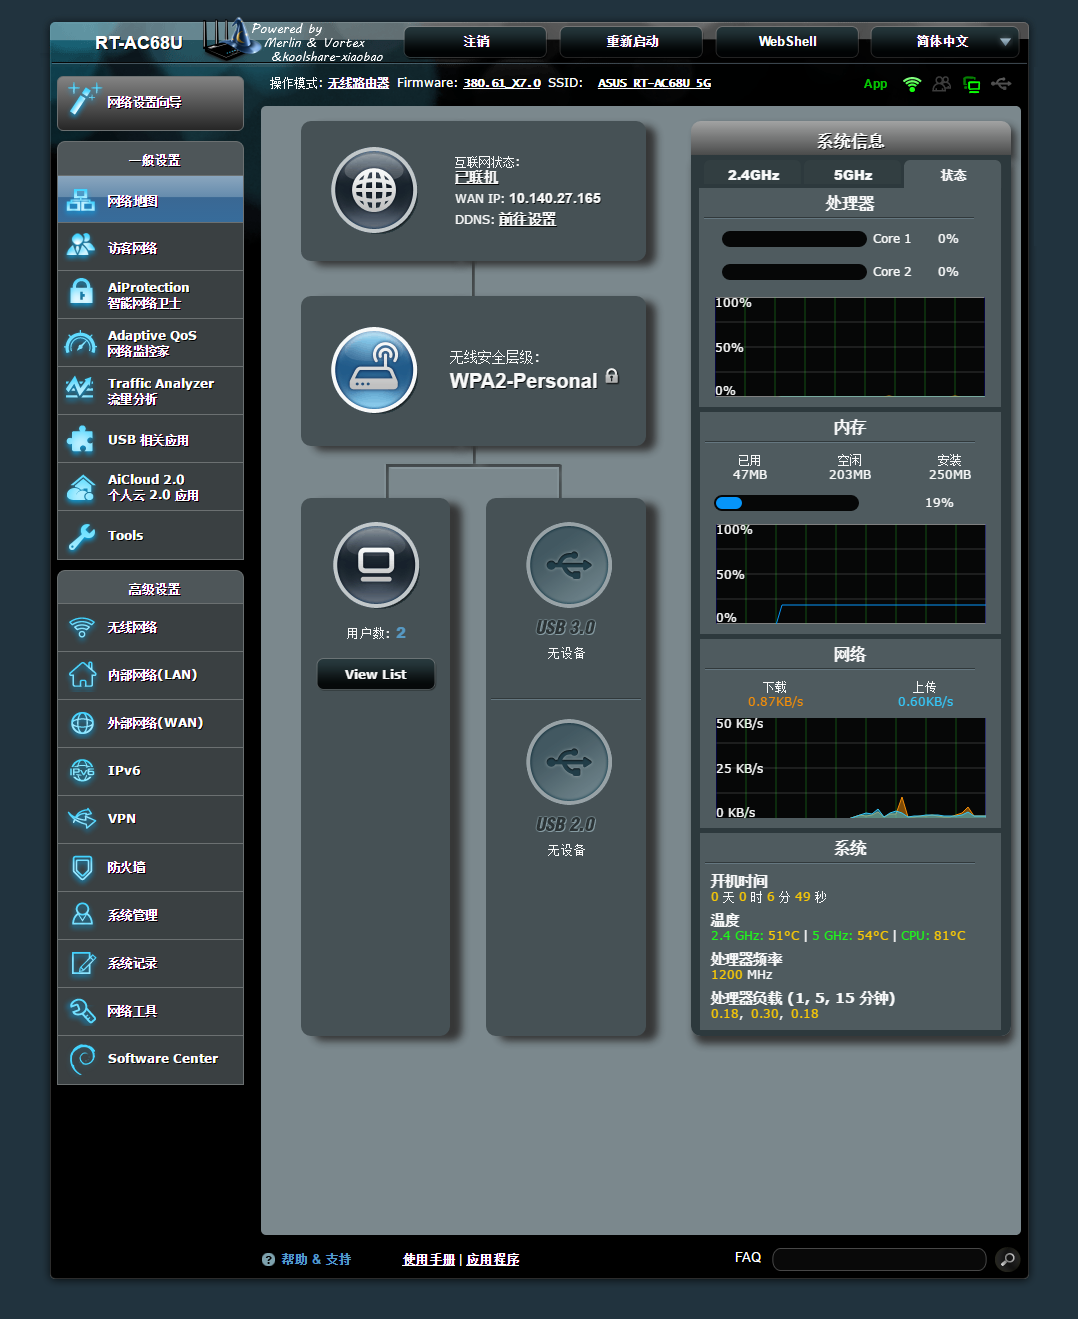 RT-AC68U
Powered by
Merlin & Vortex
&koolshare-xiaobao
注销
重新启动
WebShell
简体中文
操作模式: 无线路由器 Firmware: 380.61_X7.0 SSID: ASUS_RT-AC68U_5G
App
网络设置向导
一般设置
网络地图
访客网络
AiProtection
智能网络卫士
Adaptive QoS
网络监控家
Traffic Analyzer
流量分析
USB 相关应用
AiCloud 2.0
个人云 2.0 应用
Tools
高级设置
无线网络
内部网络(LAN)
外部网络(WAN)
IPv6
IPv6
VPN
防火墙
系统管理
系统记录
网络工具
Software Center
互联网状态:
已联机
WAN IP: 10.140.27.165
DDNS: 前往设置
无线安全层级:
WPA2-Personal
用户数: 2
View List
USB 3.0
无设备
USB 2.0
无设备
系统信息
2.4GHz 5GHz 状态
处理器
Core 1 0%
Core 2 0%
100%
50%
0%
内存
已用 空闲 安装
47MB 203MB 250MB
19%
100%
50%
0%
网络
下载 上传
0.87KB/s 0.60KB/s
50 KB/s
25 KB/s
0 KB/s
系统
开机时间
0 天 0 时 6 分 49 秒
温度
2.4 GHz: 51°C | 5 GHz: 54°C | CPU: 81°C
处理器频率
1200 MHz
处理器负载 (1, 5, 15 分钟)
0.18, 0.30, 0.18
? 帮助 & 支持
使用手册 | 应用程序
FAQ